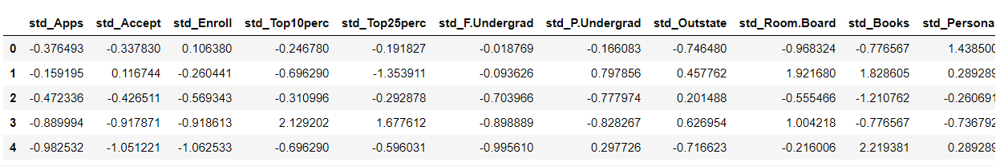 std_Apps std_Accept std_Enroll std_Top10perc std_Top25perc std_F.Undergrad std_P.Undergrad std_Outstate std_Room.Board std_Books std_Persona
0 -0.376493 -0.337830 0.106380 -0.246780 -0.191827 -0.018769 -0.166083 -0.746480 -0.968324 -0.776567 1.438500
1 -0.159195 0.116744 -0.260441 -0.696290 -1.353911 -0.093626 0.797856 0.457762 1.921680 1.828605 0.289289
2 -0.472336 -0.426511 -0.569343 -0.310996 -0.292878 -0.703966 -0.777974 0.201488 -0.555466 -1.210762 -0.260691
3 -0.889994 -0.917871 -0.918613 2.129202 1.677612 -0.898889 -0.828267 0.626954 1.004218 -0.776567 -0.736792
4 -0.982532 -1.051221 -1.062533 -0.696290 -0.596031 -0.995610 0.297726 -0.716623 -0.216006 2.219381 0.289289